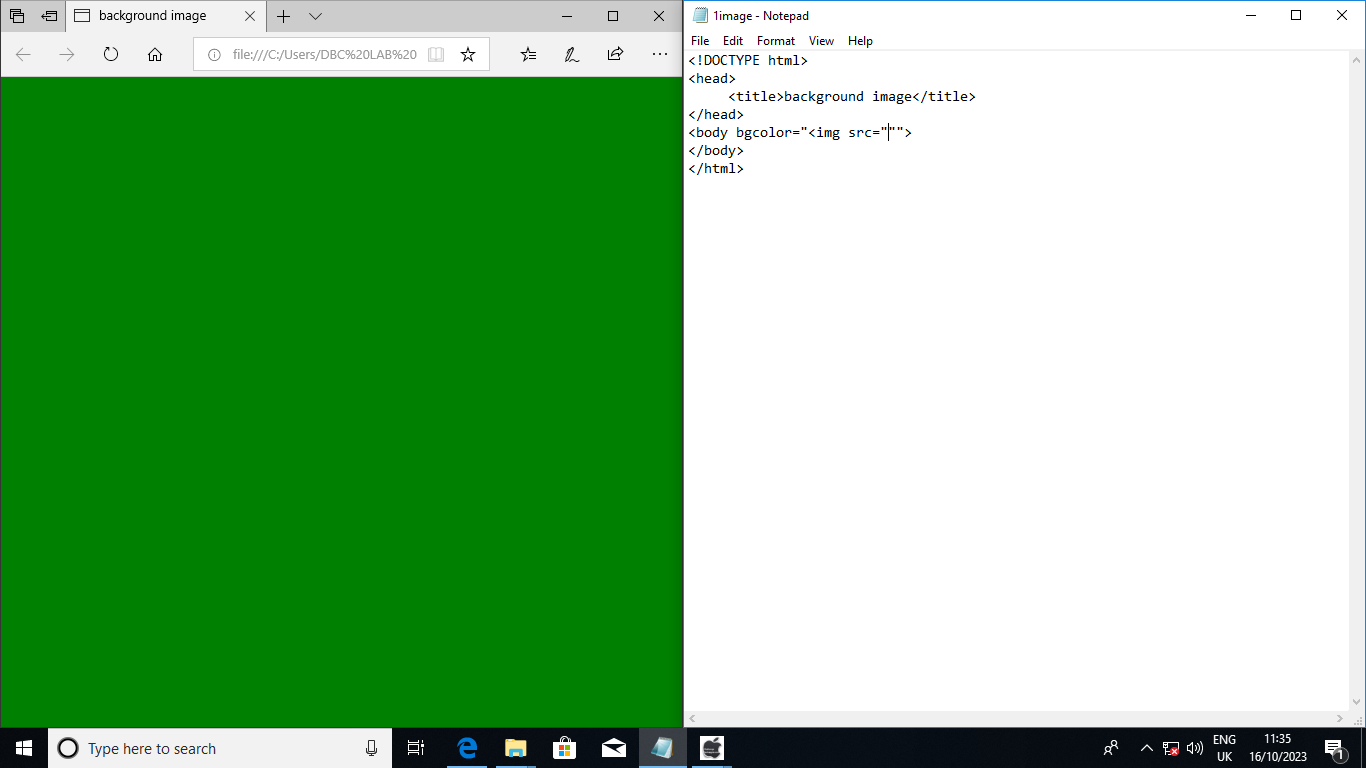 background image
file:///C:/Users/DBC%20LAB%20
1image - Notepad
File Edit Format View Help
<!DOCTYPE html>
<head>
     <title>background image</title>
</head>
<body bgcolor="<img src=""">
</body>
</html>
Type here to search
ENG
UK
11:35
16/10/2023
1